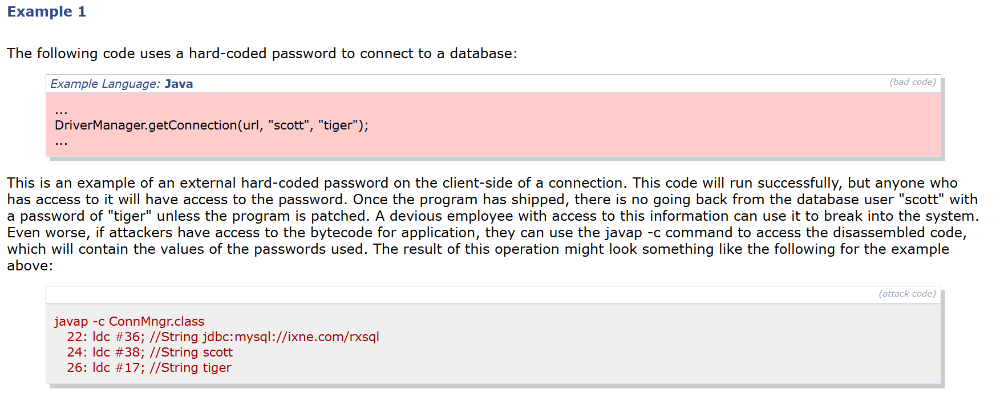 Example 1
The following code uses a hard-coded password to connect to a database:
Example Language: Java
(bad code)
...
DriverManager.getConnection(url, "scott", "tiger");
...
This is an example of an external hard-coded password on the client-side of a connection. This code will run successfully, but anyone who
has access to it will have access to the password. Once the program has shipped, there is no going back from the database user "scott" with
a password of "tiger" unless the program is patched. A devious employee with access to this information can use it to break into the system.
Even worse, if attackers have access to the bytecode for application, they can use the javap -c command to access the disassembled code,
which will contain the values of the passwords used. The result of this operation might look something like the following for the example
above:
(attack code)
javap -c ConnMngr.class
22: ldc #36; //String jdbc:mysql://ixne.com/rxsql
24: ldc #38; //String scott
26: ldc #17; //String tiger